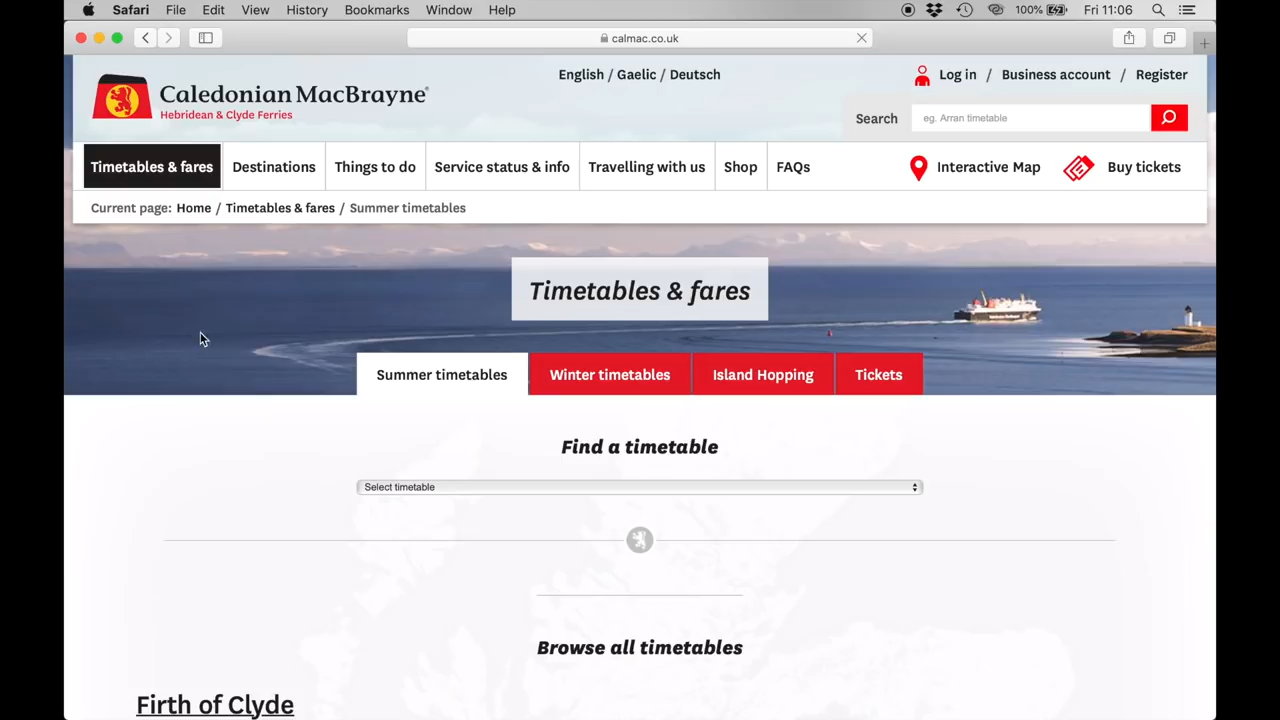 Safari File Edit View History Bookmarks Window Help 100% Fri 11:06
calmac.co.uk
English / Gaelic / Deutsch
Log in / Business account / Register
Caledonian MacBrayne®
Hebridean & Clyde Ferries
Search eg. Arran timetable
Timetables & fares Destinations Things to do Service status & info Travelling with us Shop FAQs Interactive Map Buy tickets
Current page: Home / Timetables & fares / Summer timetables
Timetables & fares
Summer timetables Winter timetables Island Hopping Tickets
Find a timetable
Select timetable
Browse all timetables
Firth of Clyde